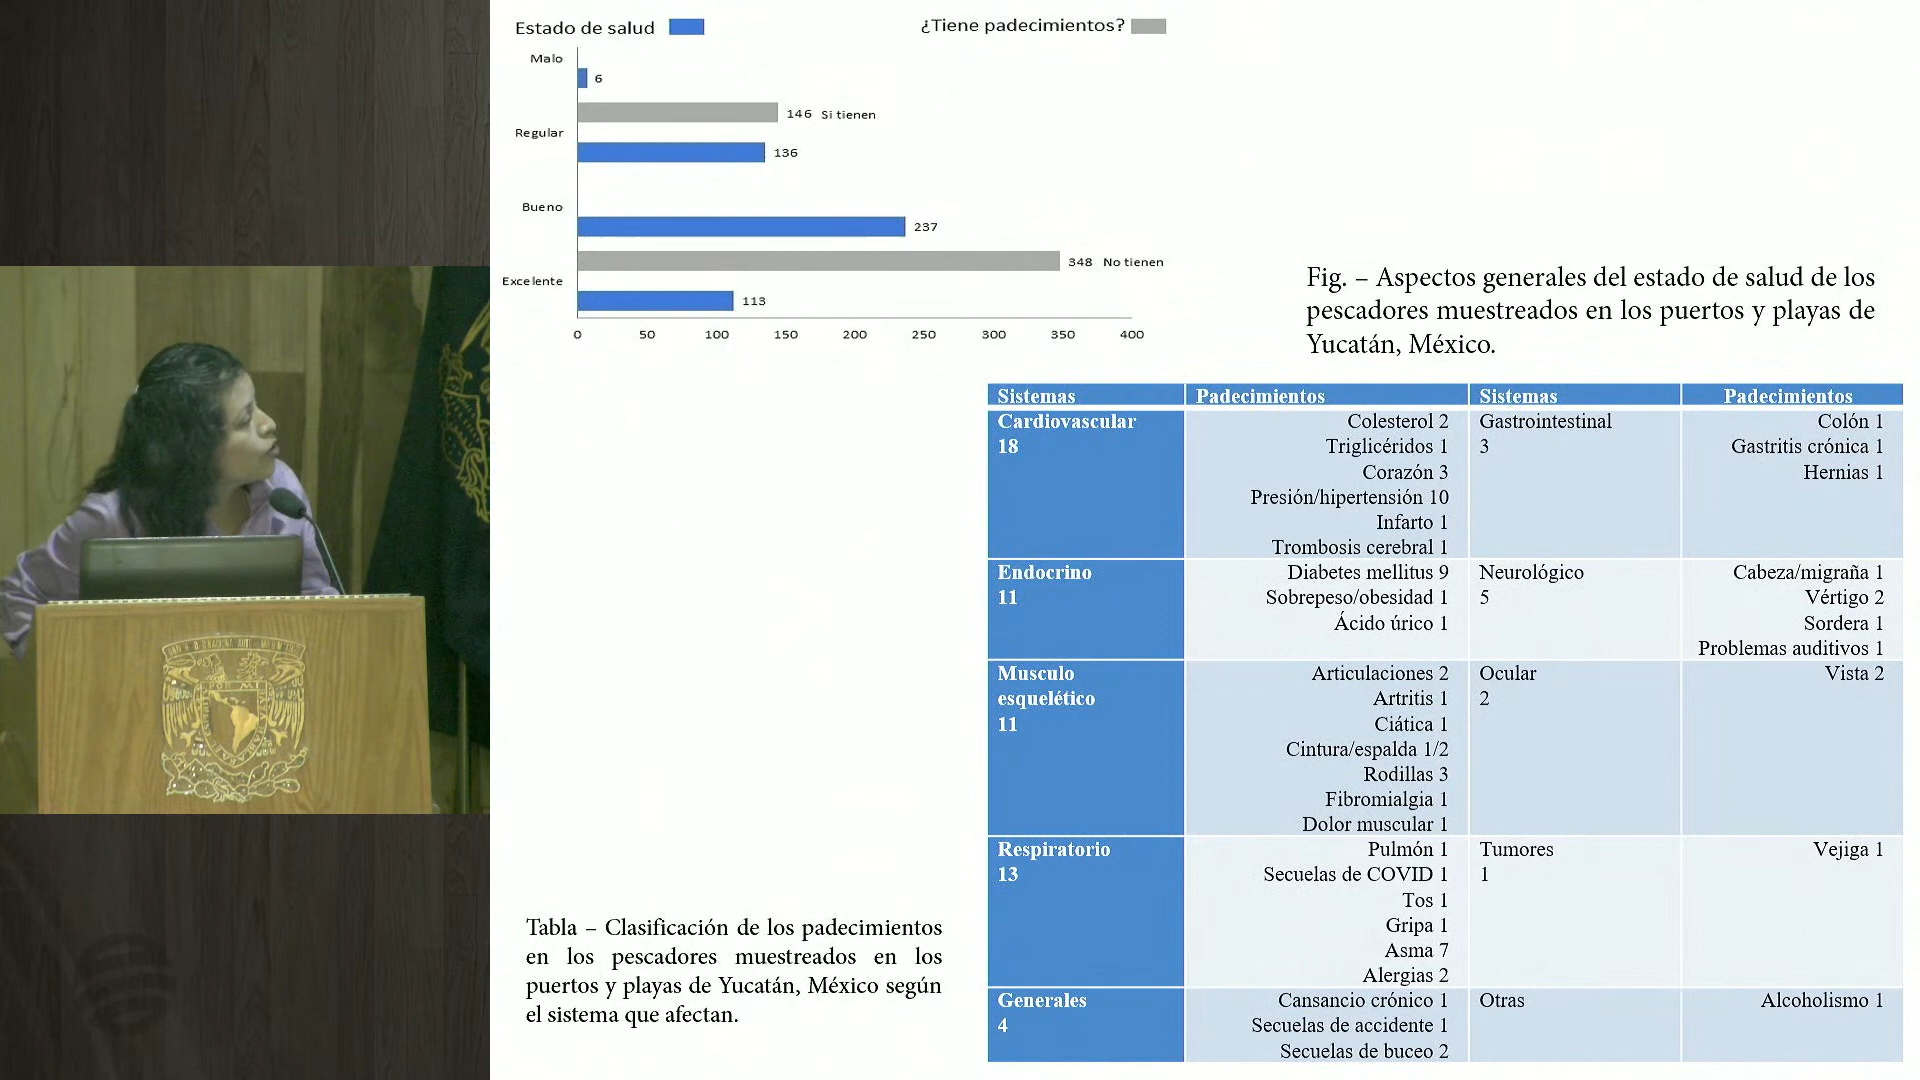 Estado de salud
¿Tiene padecimientos?
Malo
6
146 Si tienen
Regular
136
Bueno
237
348 No tienen
Excelente
113
0 50 100 150 200 250 300 350 400
Fig. – Aspectos generales del estado de salud de los
pescadores muestreados en los puertos y playas de
Yucatán, México.
Sistemas Padecimientos Sistemas Padecimientos
Cardiovascular Colesterol 2 Gastrointestinal Colón 1
18 Triglicéridos 1 3 Gastritis crónica 1
Corazón 3 Hernias 1
Presión/hipertensión 10
Infarto 1
Trombosis cerebral 1
Endocrino Diabetes mellitus 9 Neurológico Cabeza/migraña 1
11 Sobrepeso/obesidad 1 5 Vértigo 2
Ácido úrico 1 Sordera 1
Problemas auditivos 1
Musculo Articulaciones 2 Ocular Vista 2
esquelético Artritis 1 2
11 Ciática 1
Cintura/espalda 1/2
Rodillas 3
Fibromialgia 1
Dolor muscular 1
Respiratorio Pulmón 1 Tumores Vejiga 1
13 Secuelas de COVID 1 1
Tos 1
Gripa 1
Asma 7
Alergias 2
Generales Cansancio crónico 1 Otras Alcoholismo 1
4 Secuelas de accidente 1
Secuelas de buceo 2
Tabla – Clasificación de los padecimientos
en los pescadores muestreados en los
puertos y playas de Yucatán, México según
el sistema que afectan.